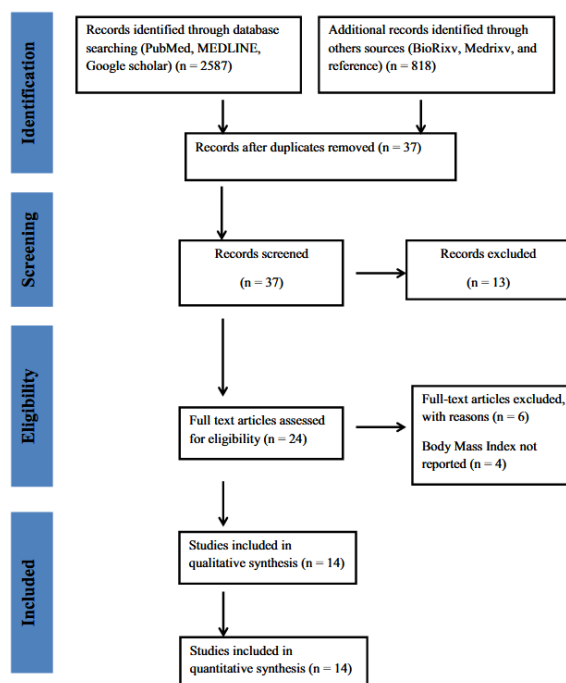 Identification
Records identified through database
searching (PubMed, MEDLINE,
Google scholar) (n = 2587)
Additional records identified through
others sources (BioRixv, Medrixv, and
reference) (n = 818)
Records after duplicates removed (n = 37)
Screening
Records screened
(n = 37)
Records excluded
(n = 13)
Eligibility
Full text articles assessed
for eligibility (n = 24)
Full-text articles excluded,
with reasons (n = 6)
Body Mass Index not
reported (n = 4)
Included
Studies included in
qualitative synthesis (n = 14)
Studies included in
quantitative synthesis (n = 14)